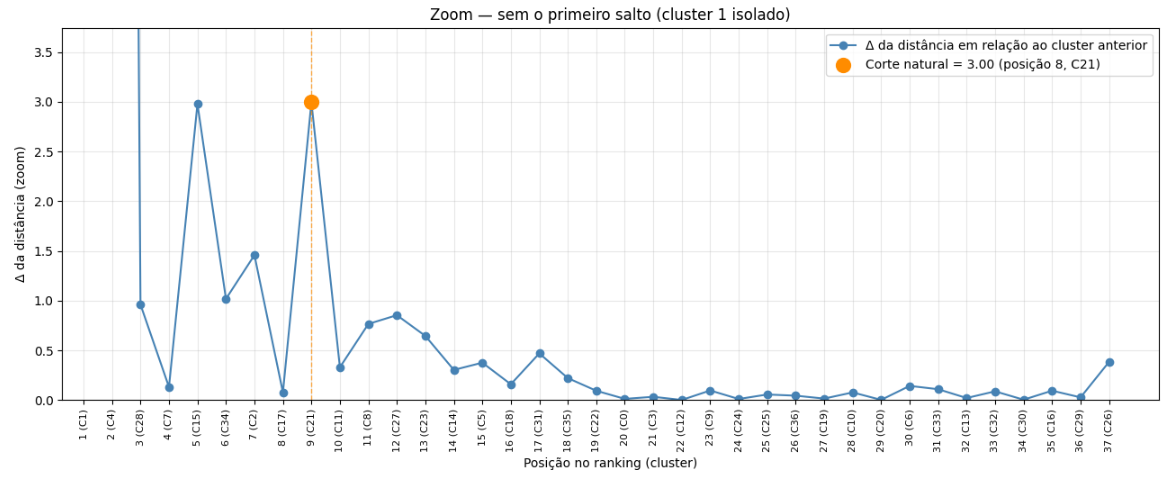 Zoom — sem o primeiro salto (cluster 1 isolado)
Δ da distância em relação ao cluster anterior
Corte natural = 3.00 (posição 8, C21)
Δ da distância (zoom)
3.5
3.0
2.5
2.0
1.5
1.0
0.5
0.0
1 (C1)
2 (C4)
3 (C28)
4 (C7)
5 (C15)
6 (C34)
7 (C2)
8 (C17)
9 (C21)
10 (C11)
11 (C8)
12 (C27)
13 (C23)
14 (C14)
15 (C5)
16 (C18)
17 (C31)
18 (C35)
19 (C22)
20 (C0)
21 (C3)
22 (C12)
23 (C9)
24 (C24)
25 (C25)
26 (C36)
27 (C19)
28 (C10)
29 (C20)
30 (C6)
31 (C33)
32 (C13)
33 (C32)
34 (C30)
35 (C16)
36 (C29)
37 (C26)
Posição no ranking (cluster)